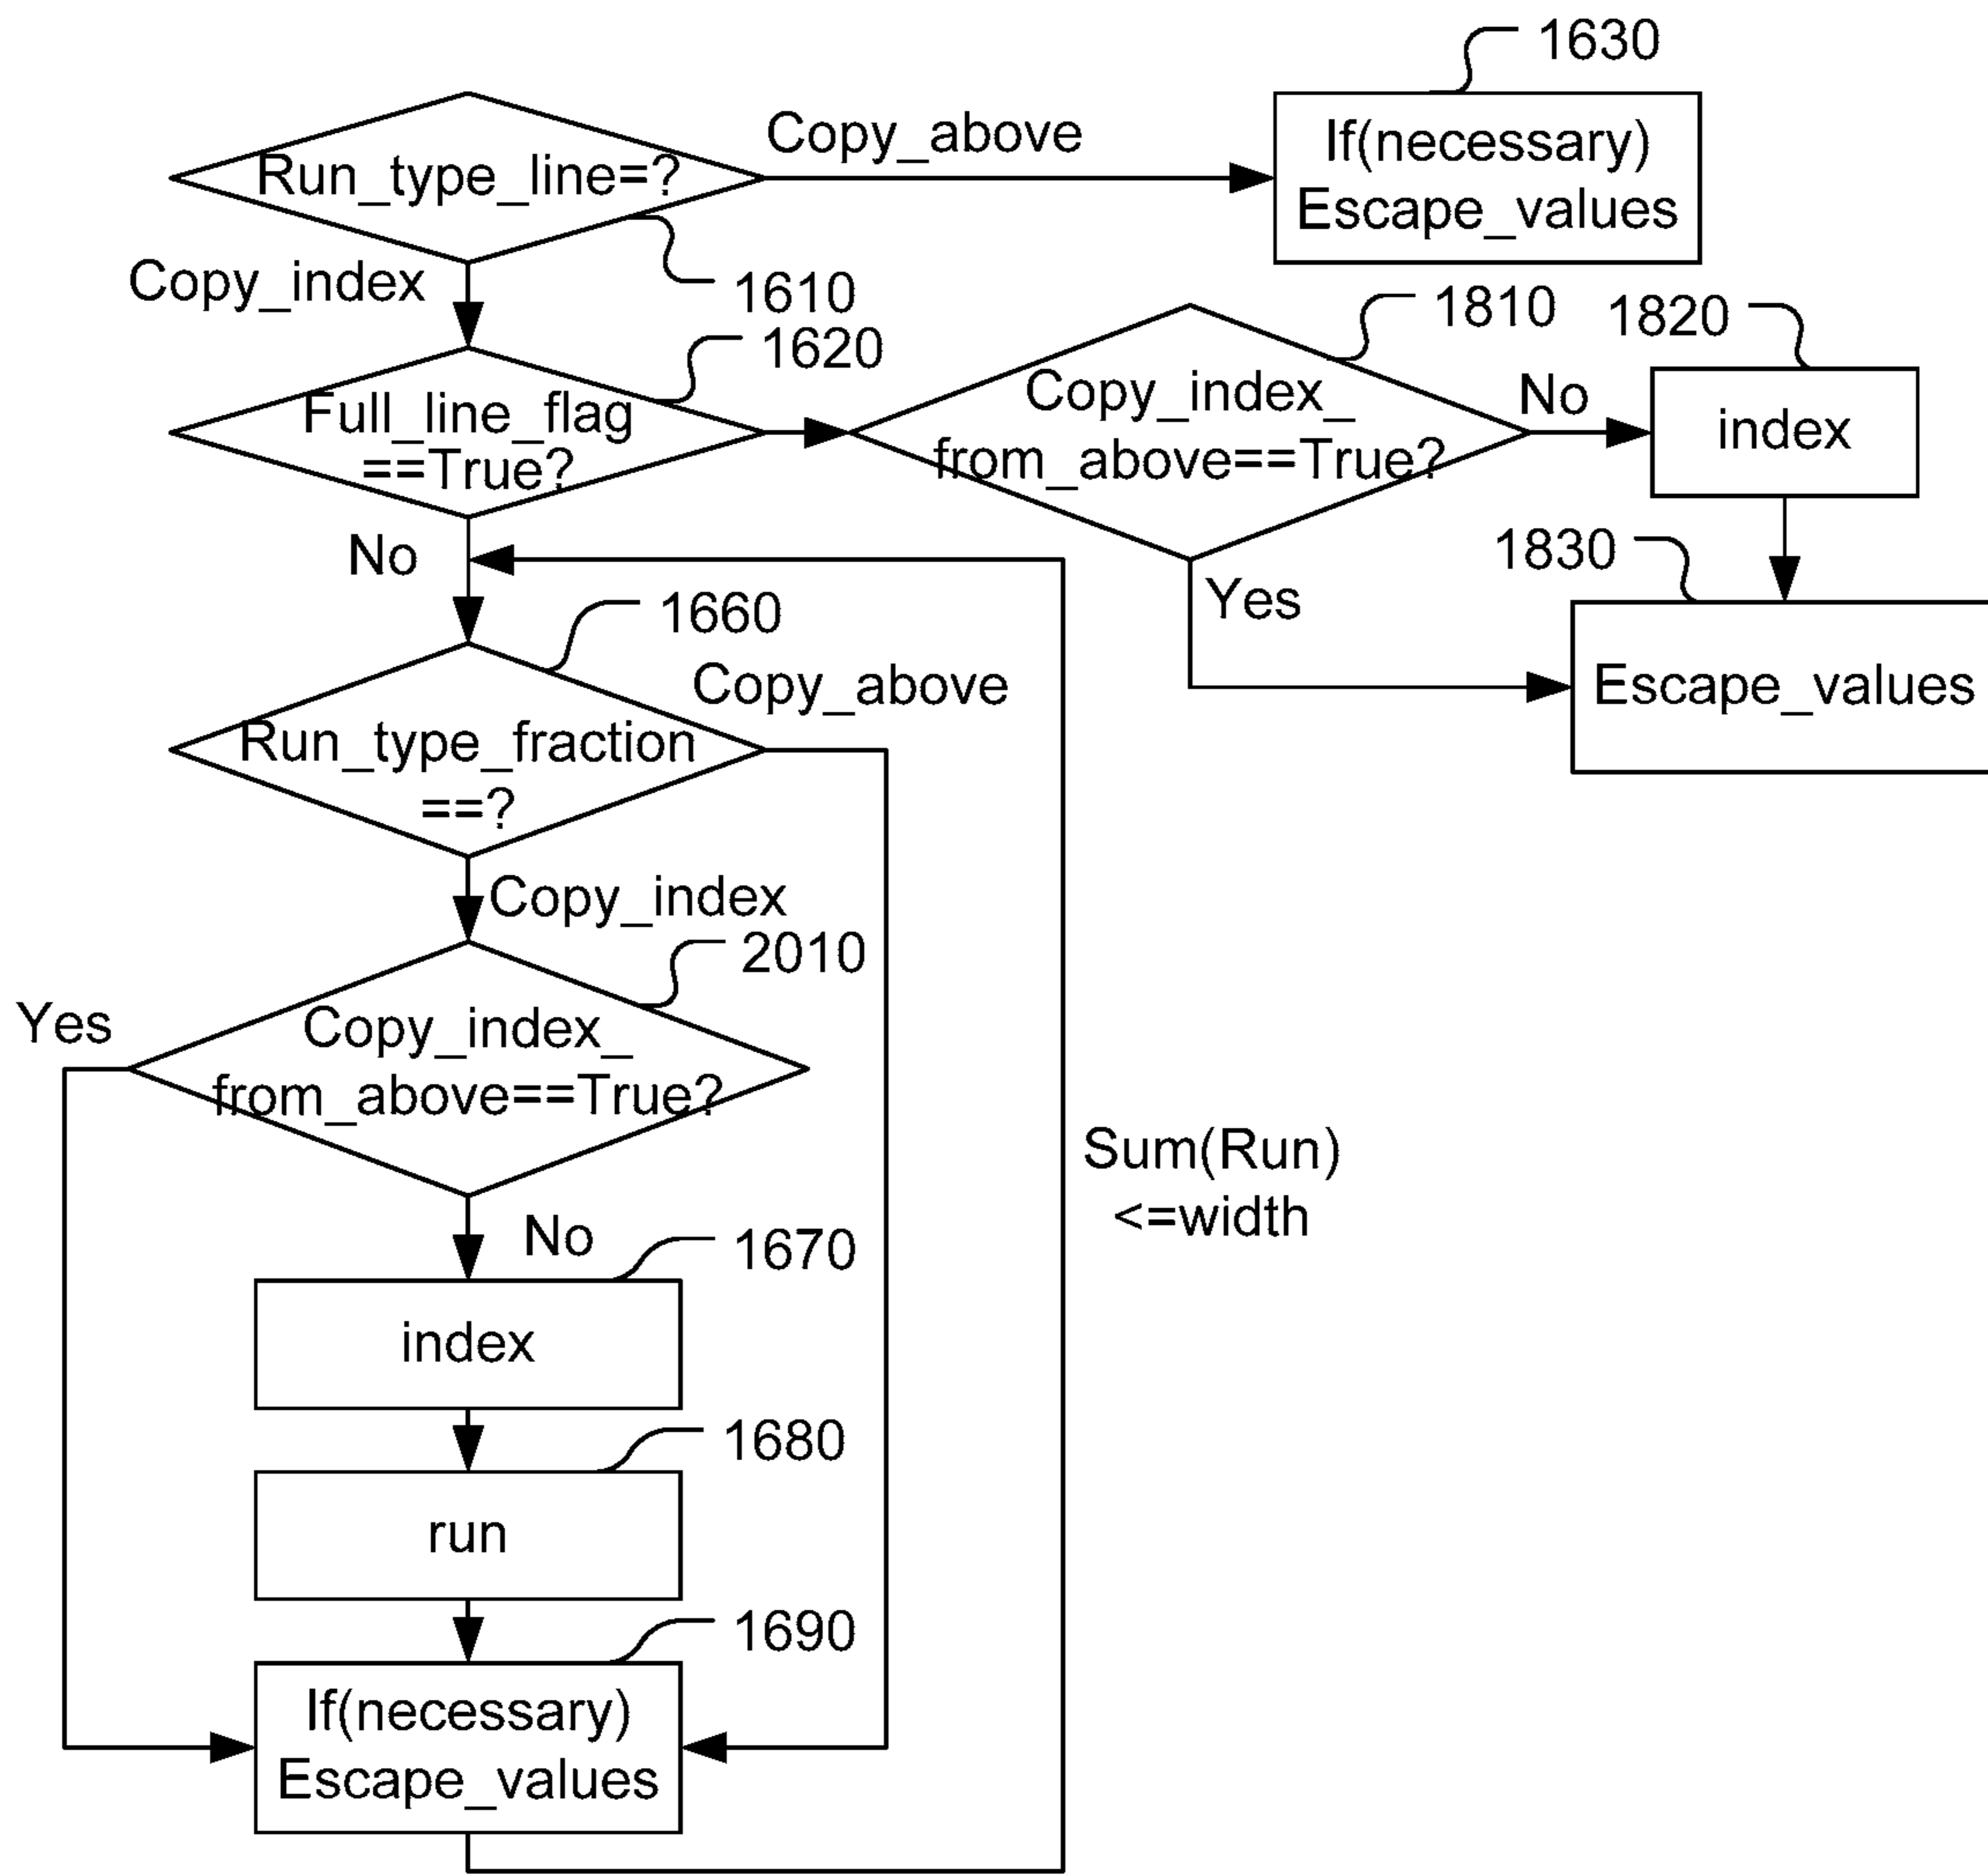 1630
If(necessary)
Escape_values
Copy_above
Run_type_line=?
1610
Copy_index
1620
Full_line_flag
==True?
1810
Copy_index_
from_above==True?
No
1820
index
1830
Escape_values
Yes
No
1660
Copy_above
Run_type_fraction
==?
Copy_index
2010
Copy_index_
from_above==True?
Yes
No
Sum(Run)
<=width
1670
index
1680
run
1690
If(necessary)
Escape_values